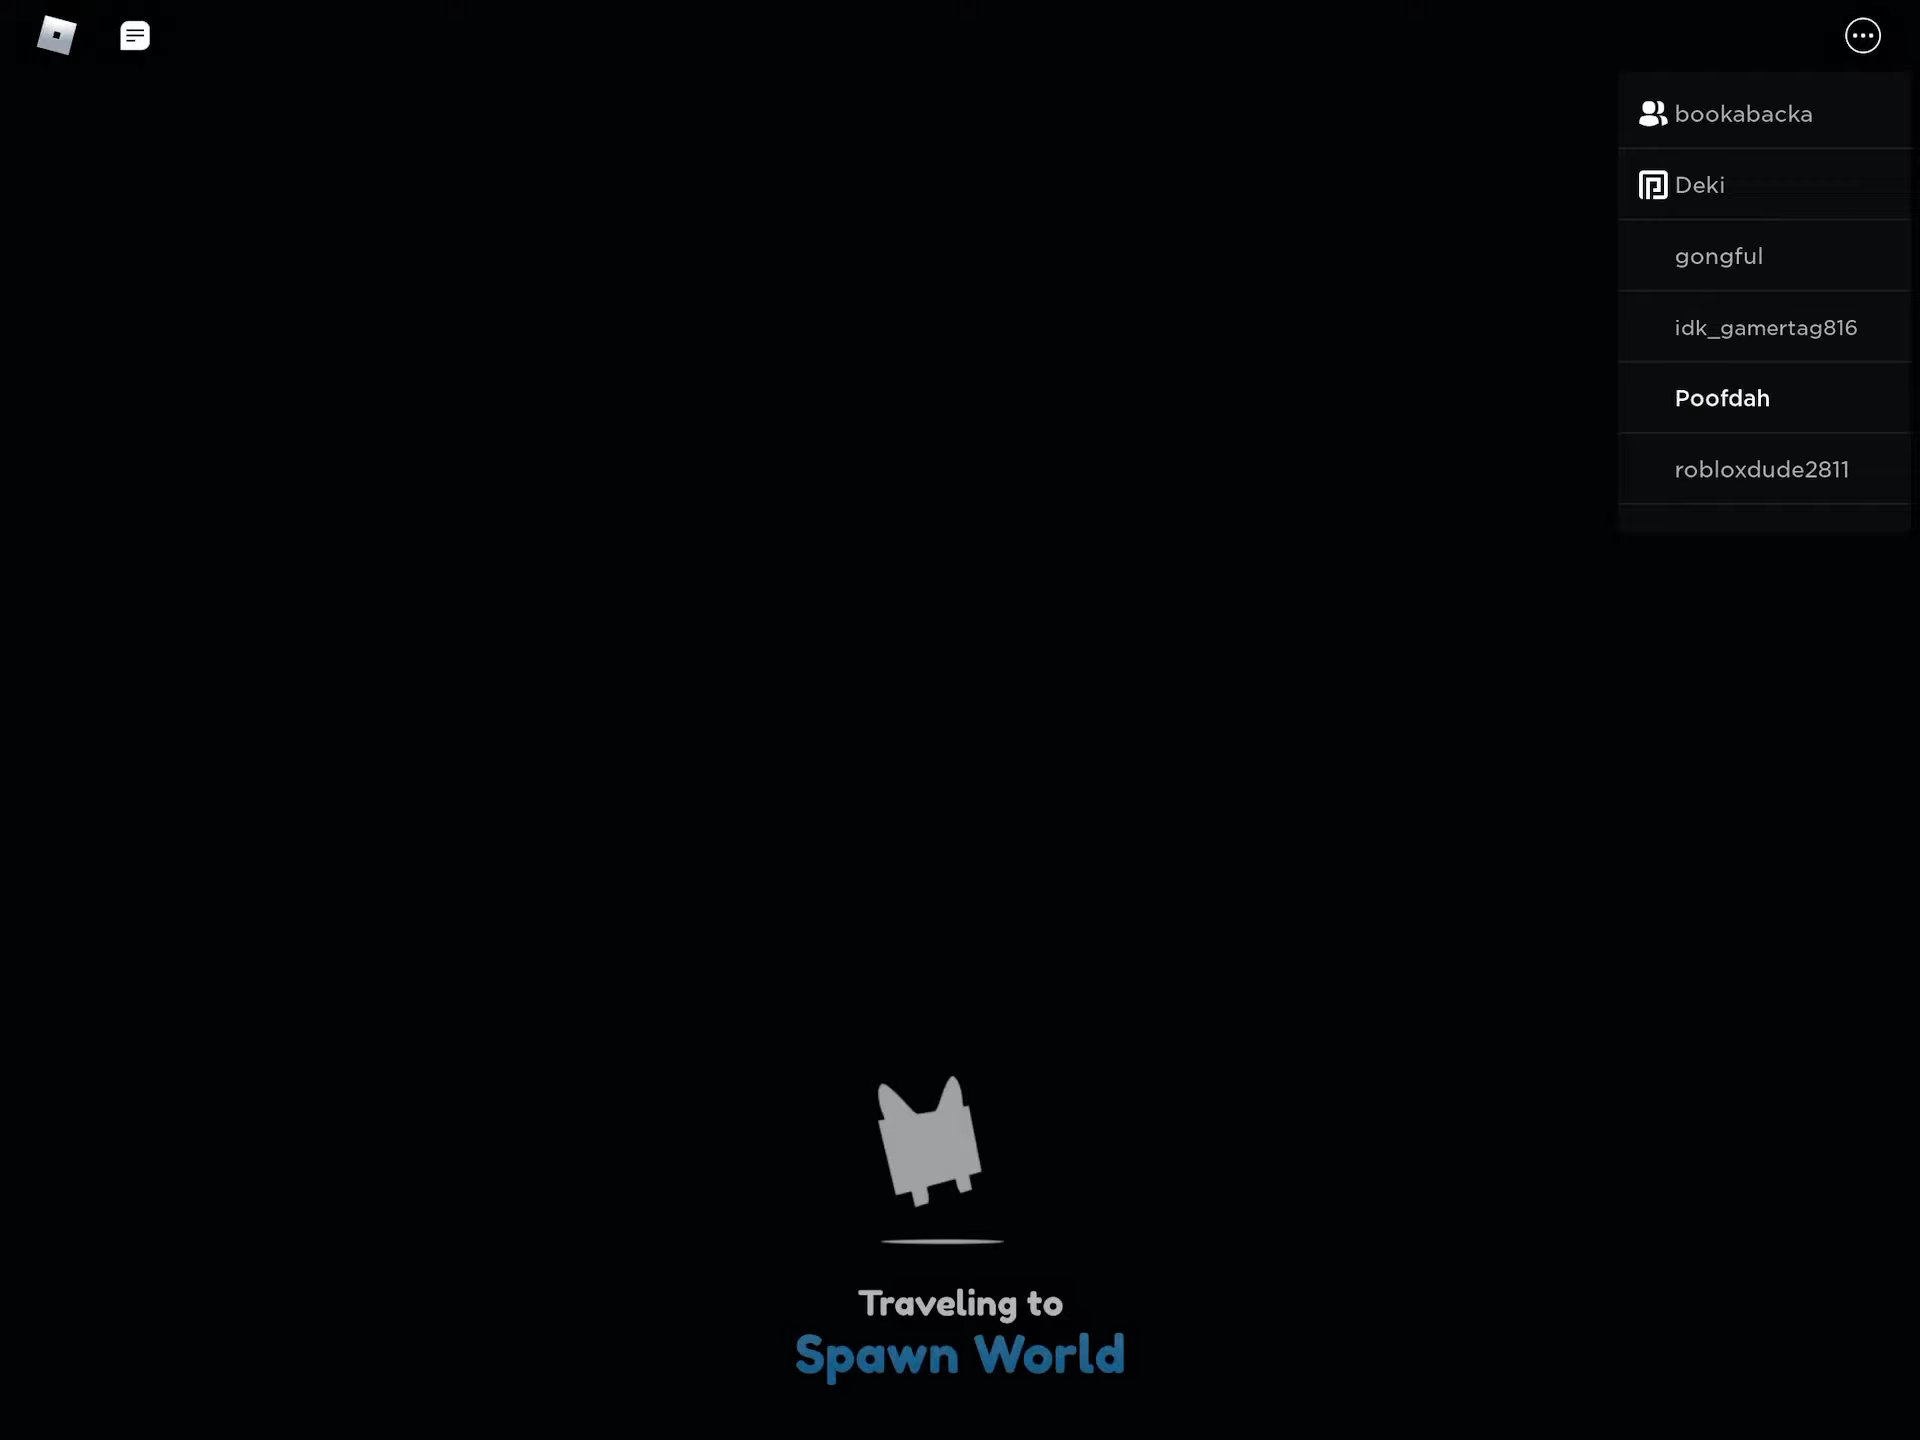 bookabacka
Deki
gongful
idk_gamertag816
Poofdah
robloxdude2811
Traveling to
Spawn World